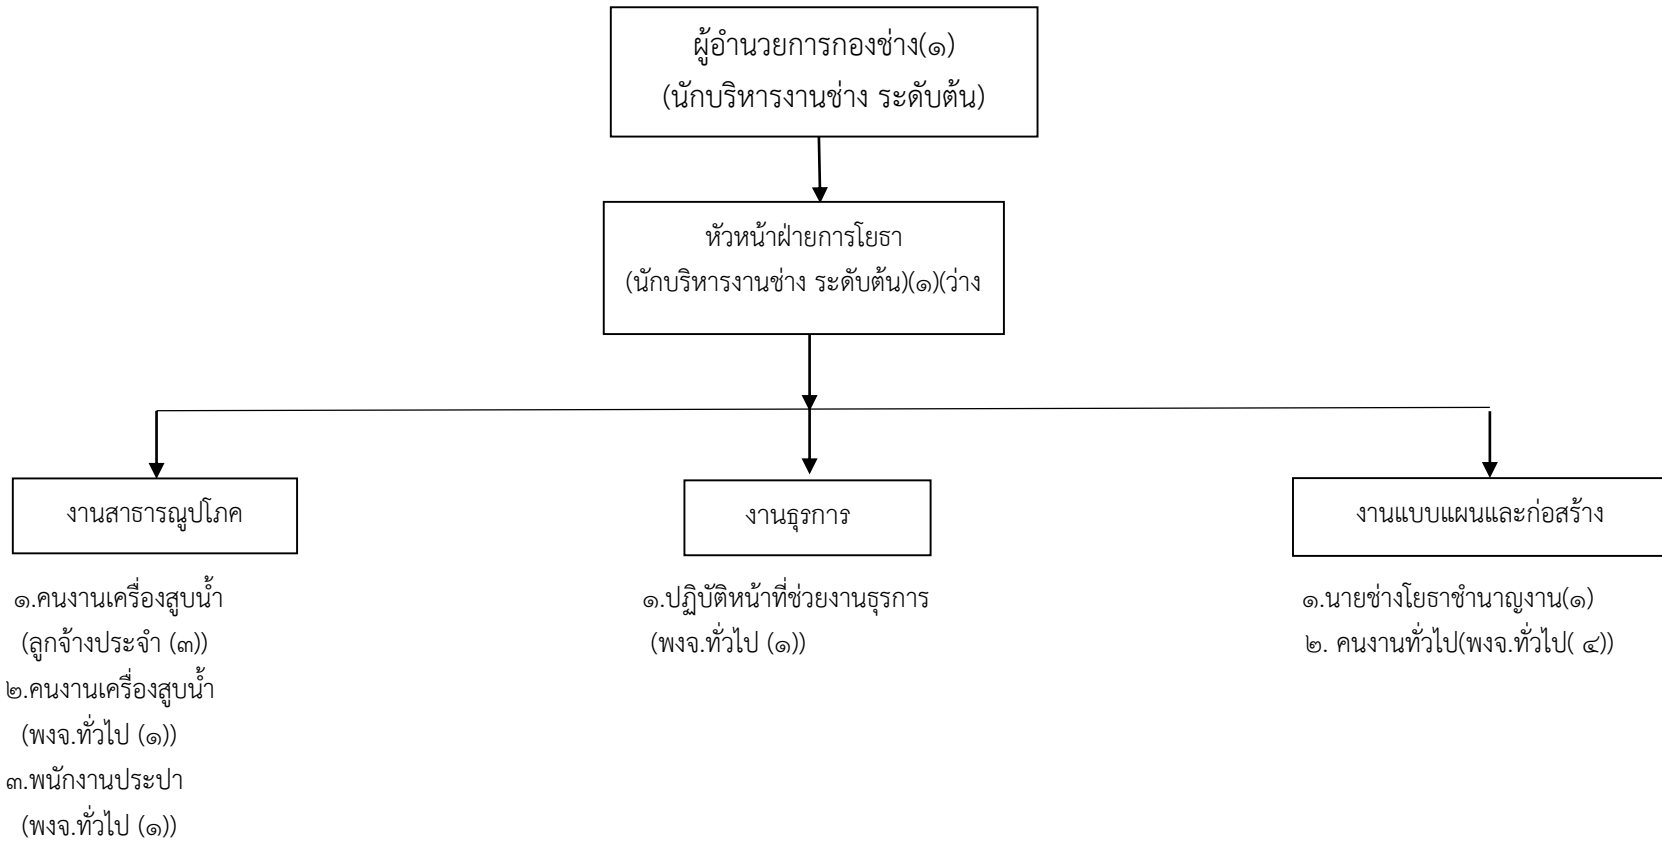 ผู้อำนวยการกองช่าง(๑)
(นักบริหารงานช่าง ระดับต้น)
หัวหน้าฝ่ายการโยธา
(นักบริหารงานช่าง ระดับต้น)(๑)(ว่าง
งานสาธารณูปโภค
๑.คนงานเครื่องสูบน้ำ
(ลูกจ้างประจำ (๓))
๒.คนงานเครื่องสูบน้ำ
(พงจ.ทั่วไป (๑))
๓.พนักงานประปา
(พงจ.ทั่วไป (๑))
งานธุรการ
๑.ปฏิบัติหน้าที่ช่วยงานธุรการ
(พงจ.ทั่วไป (๑))
งานแบบแผนและก่อสร้าง
๑.นายช่างโยธาชำนาญงาน(๑)
๒. คนงานทั่วไป(พงจ.ทั่วไป( ๔))